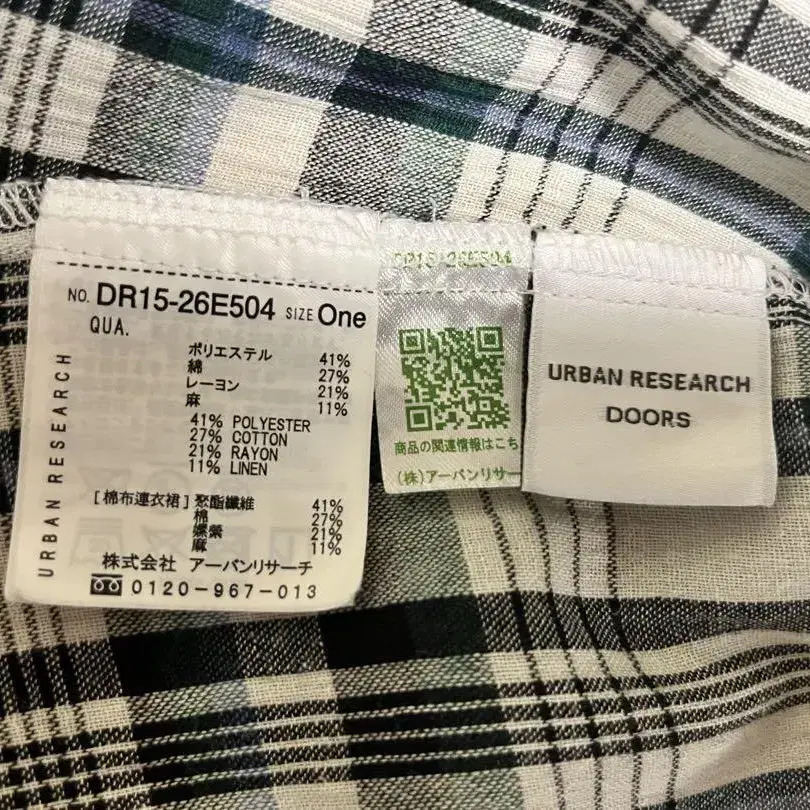 NO. DR15-26E504 SIZE One
QUA.
URBAN RESEARCH
ポリエステル 41%
綿 27%
レーヨン 21%
麻 11%
41% POLYESTER
27% COTTON
21% RAYON
11% LINEN
[棉布連衣裙] 聚酯纖維 41%
棉 27%
嫘縈 21%
麻 11%
株式会社 アーバンリサーチ
0120-967-013
DR15-26E504
商品の関連情報はこち
(株)アーバンリサー
URBAN RESEARCH
DOORS